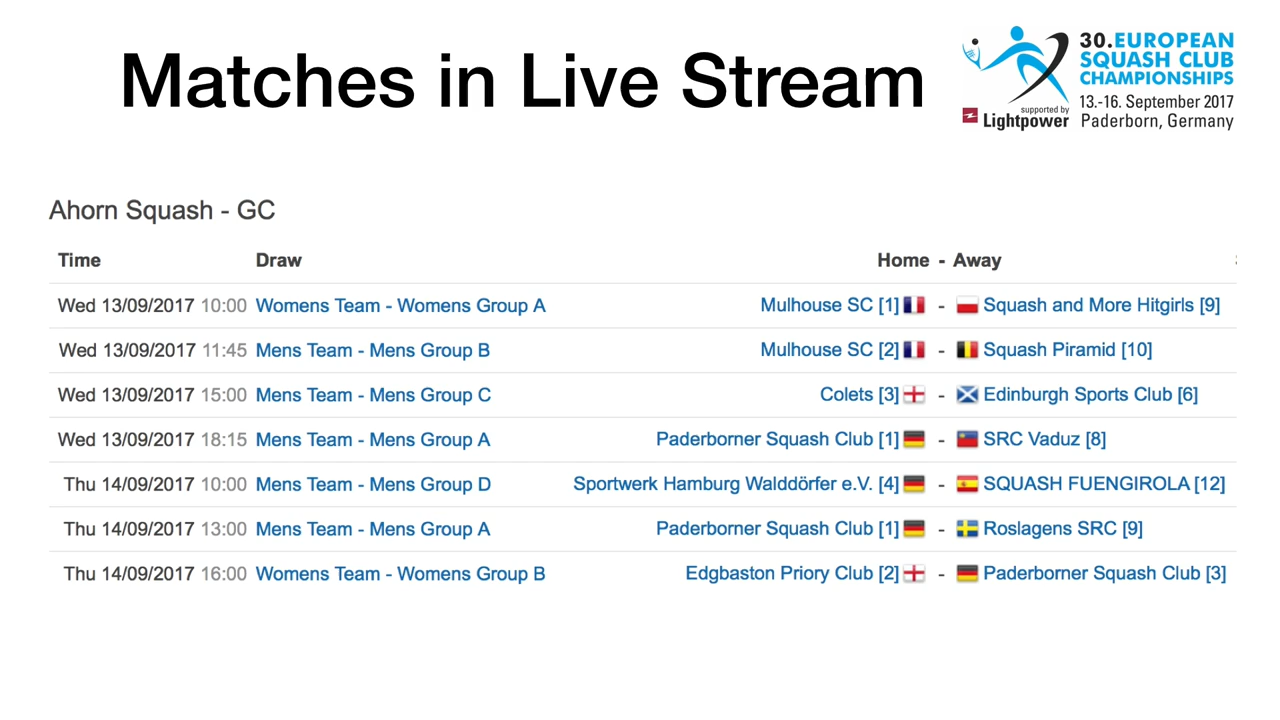 Matches in Live Stream
30.EUROPEAN
SQUASH CLUB
CHAMPIONSHIPS
13.-16. September 2017
Paderborn, Germany
supported by
Lightpower
Ahorn Squash - GC
Time Draw Home - Away
Wed 13/09/2017 10:00 Womens Team - Womens Group A Mulhouse SC [1] - Squash and More Hitgirls [9]
Wed 13/09/2017 11:45 Mens Team - Mens Group B Mulhouse SC [2] - Squash Piramid [10]
Wed 13/09/2017 15:00 Mens Team - Mens Group C Colets [3] - Edinburgh Sports Club [6]
Wed 13/09/2017 18:15 Mens Team - Mens Group A Paderborner Squash Club [1] - SRC Vaduz [8]
Thu 14/09/2017 10:00 Mens Team - Mens Group D Sportwerk Hamburg Walddörfer e.V. [4] - SQUASH FUENGIROLA [12]
Thu 14/09/2017 13:00 Mens Team - Mens Group A Paderborner Squash Club [1] - Roslagens SRC [9]
Thu 14/09/2017 16:00 Womens Team - Womens Group B Edgbaston Priory Club [2] - Paderborner Squash Club [3]